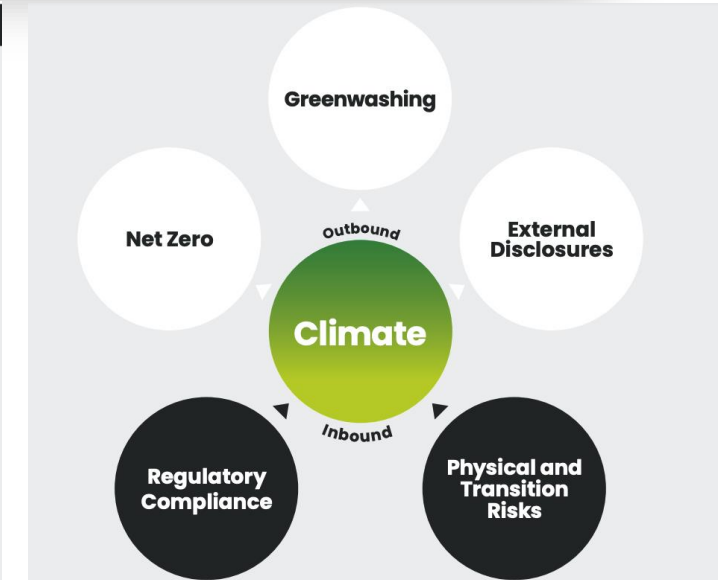 Greenwashing
Net Zero
External
Disclosures
Outbound
Climate
Inbound
Regulatory
Compliance
Physical and
Transition
Risks